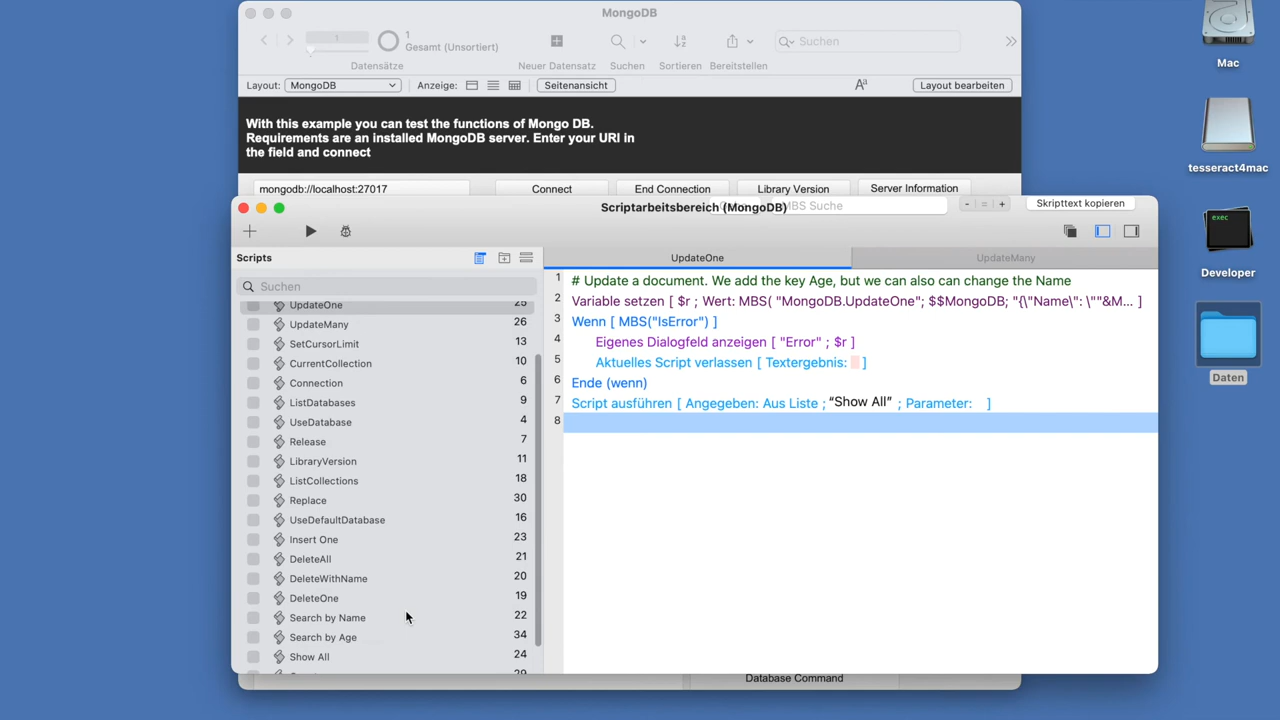 MongoDB
1
1
Gesamt (Unsortiert)
Suchen
Datensätze
Neuer Datensatz
Suchen
Sortieren
Bereitstellen
Layout:
MongoDB
Anzeige:
Seitenansicht
Aa
Layout bearbeiten
With this example you can test the functions of Mongo DB.
Requirements are an installed MongoDB server. Enter your URI in
the field and connect
mongodb://localhost:27017
Connect
End Connection
Library Version
Server Information
Scriptarbeitsbereich (MongoDB)
MBS Suche
- = +
Skripttext kopieren
Scripts
Suchen
UpdateOne 25
UpdateMany 26
SetCursorLimit 13
CurrentCollection 10
Connection 6
ListDatabases 9
UseDatabase 4
Release 7
LibraryVersion 11
ListCollections 18
Replace 30
UseDefaultDatabase 16
Insert One 23
DeleteAll 21
DeleteWithName 20
DeleteOne 19
Search by Name 22
Search by Age 34
Show All 24
29
UpdateOne
UpdateMany
1 # Update a document. We add the key Age, but we can also can change the Name
2 Variable setzen [ $r ; Wert: MBS( "MongoDB.UpdateOne"; $$MongoDB; "{\"Name\": \""&M... ]
3 Wenn [ MBS("IsError") ]
4 Eigenes Dialogfeld anzeigen [ "Error" ; $r ]
5 Aktuelles Script verlassen [ Textergebnis: ]
6 Ende (wenn)
7 Script ausführen [ Angegeben: Aus Liste ; “Show All” ; Parameter: ]
8
Database Command
Mac
tesseract4mac
exec
Developer
Daten